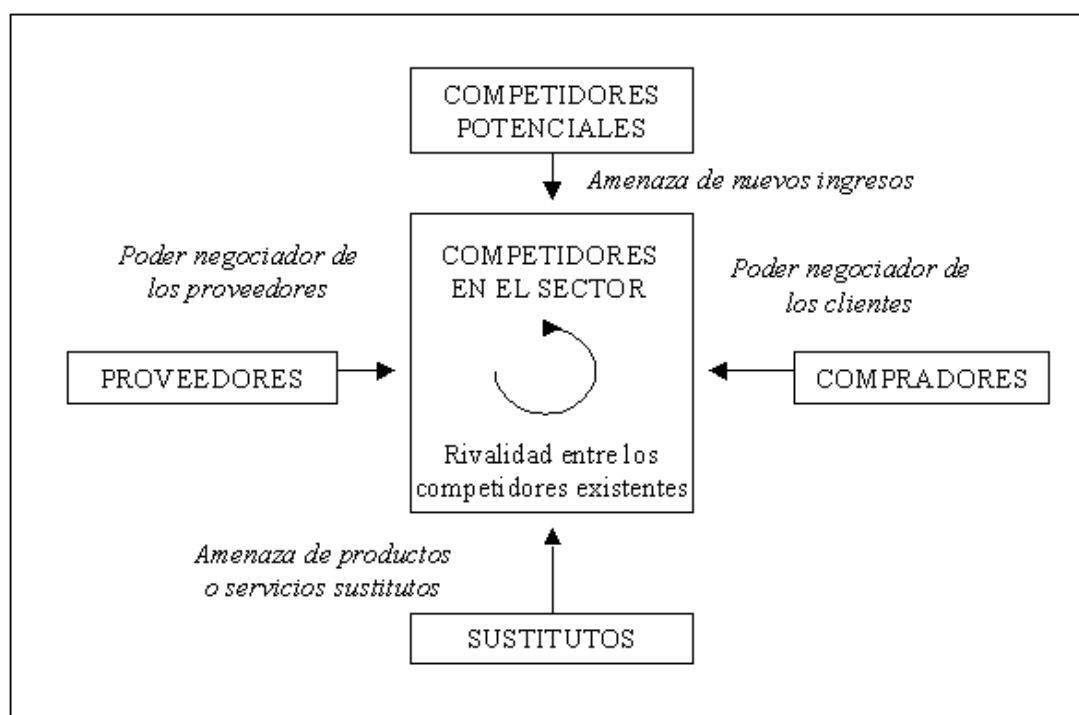 COMPETIDORES
POTENCIALES
Amenaza de nuevos ingresos
Poder negociador de
los proveedores
COMPETIDORES
EN EL SECTOR
Poder negociador de
los clientes
PROVEEDORES
COMPRADORES
Rivalidad entre los
competidores existentes
Amenaza de productos
o servicios sustitutos
SUSTITUTOS